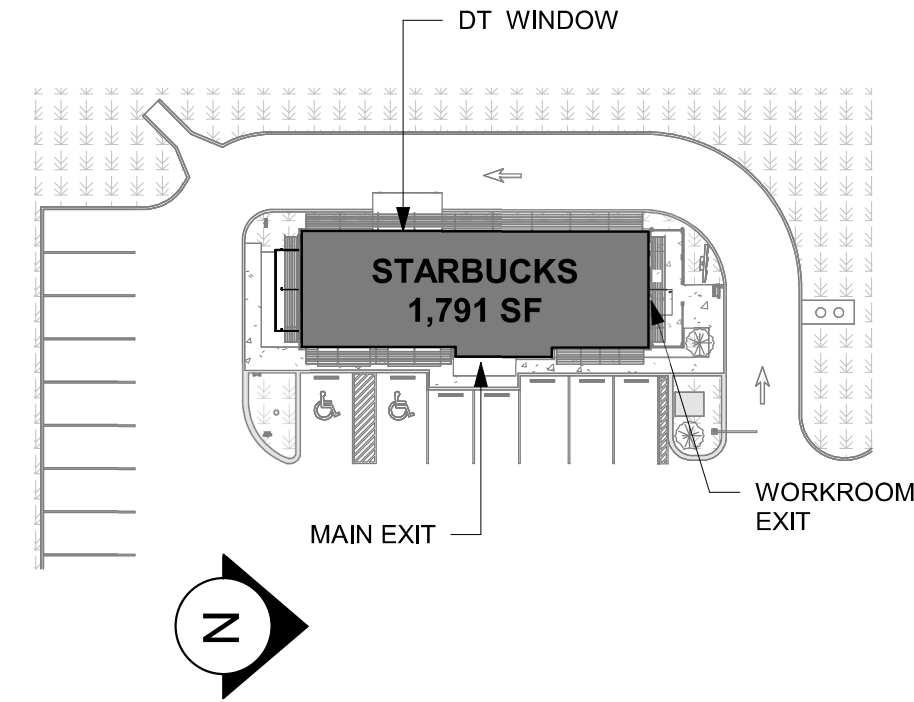 DT WINDOW
STARBUCKS
1,791 SF
MAIN EXIT
WORKROOM
EXIT
N